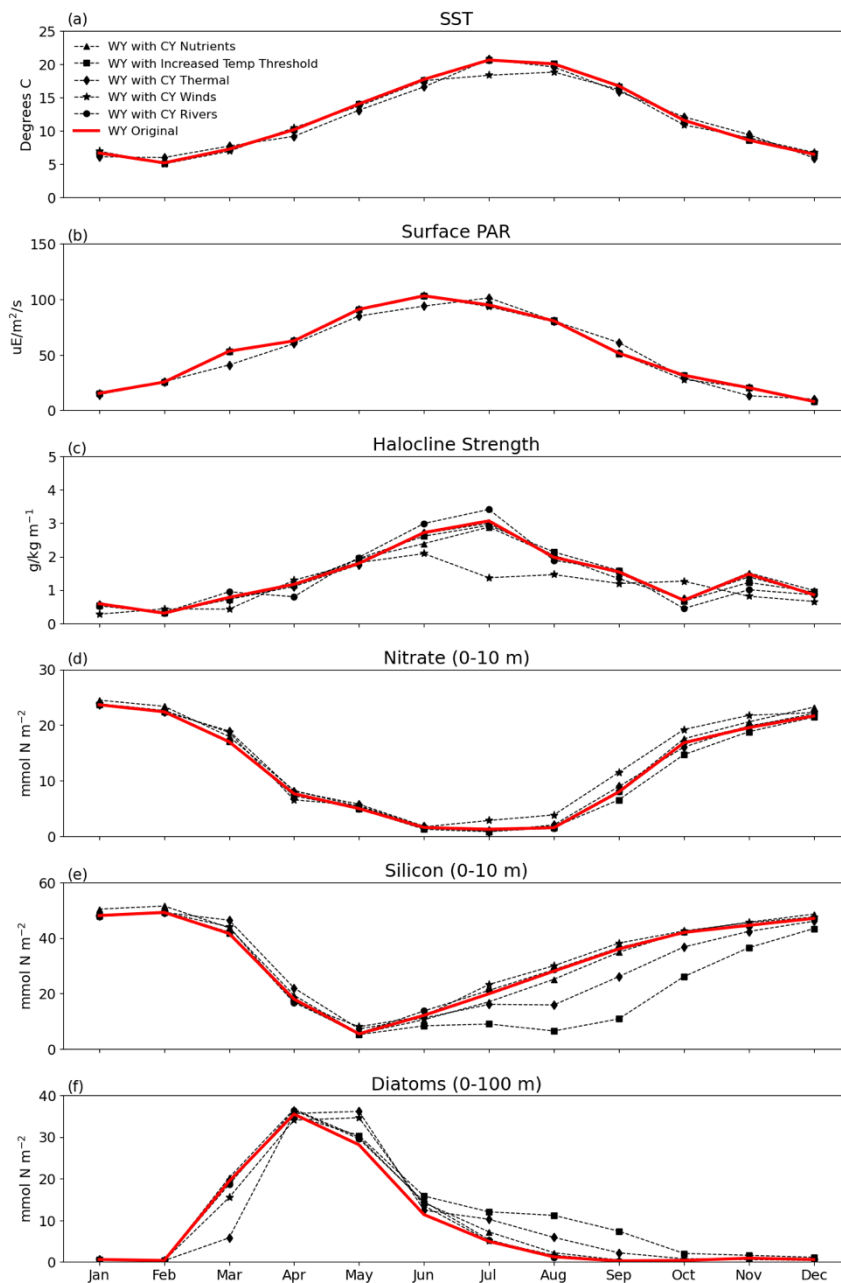 (a) SST
Degrees C
25
20
15
10
5
0
WY with CY Nutrients
WY with Increased Temp Threshold
WY with CY Thermal
WY with CY Winds
WY with CY Rivers
WY Original
(b) Surface PAR
uE/m²/s
150
100
50
0
(c) Halocline Strength
g/kg m⁻¹
5
4
3
2
1
0
(d) Nitrate (0-10 m)
mmol N m⁻²
30
20
10
0
(e) Silicon (0-10 m)
mmol N m⁻²
60
40
20
0
(f) Diatoms (0-100 m)
mmol N m⁻²
40
30
20
10
0
Jan Feb Mar Apr May Jun Jul Aug Sep Oct Nov Dec